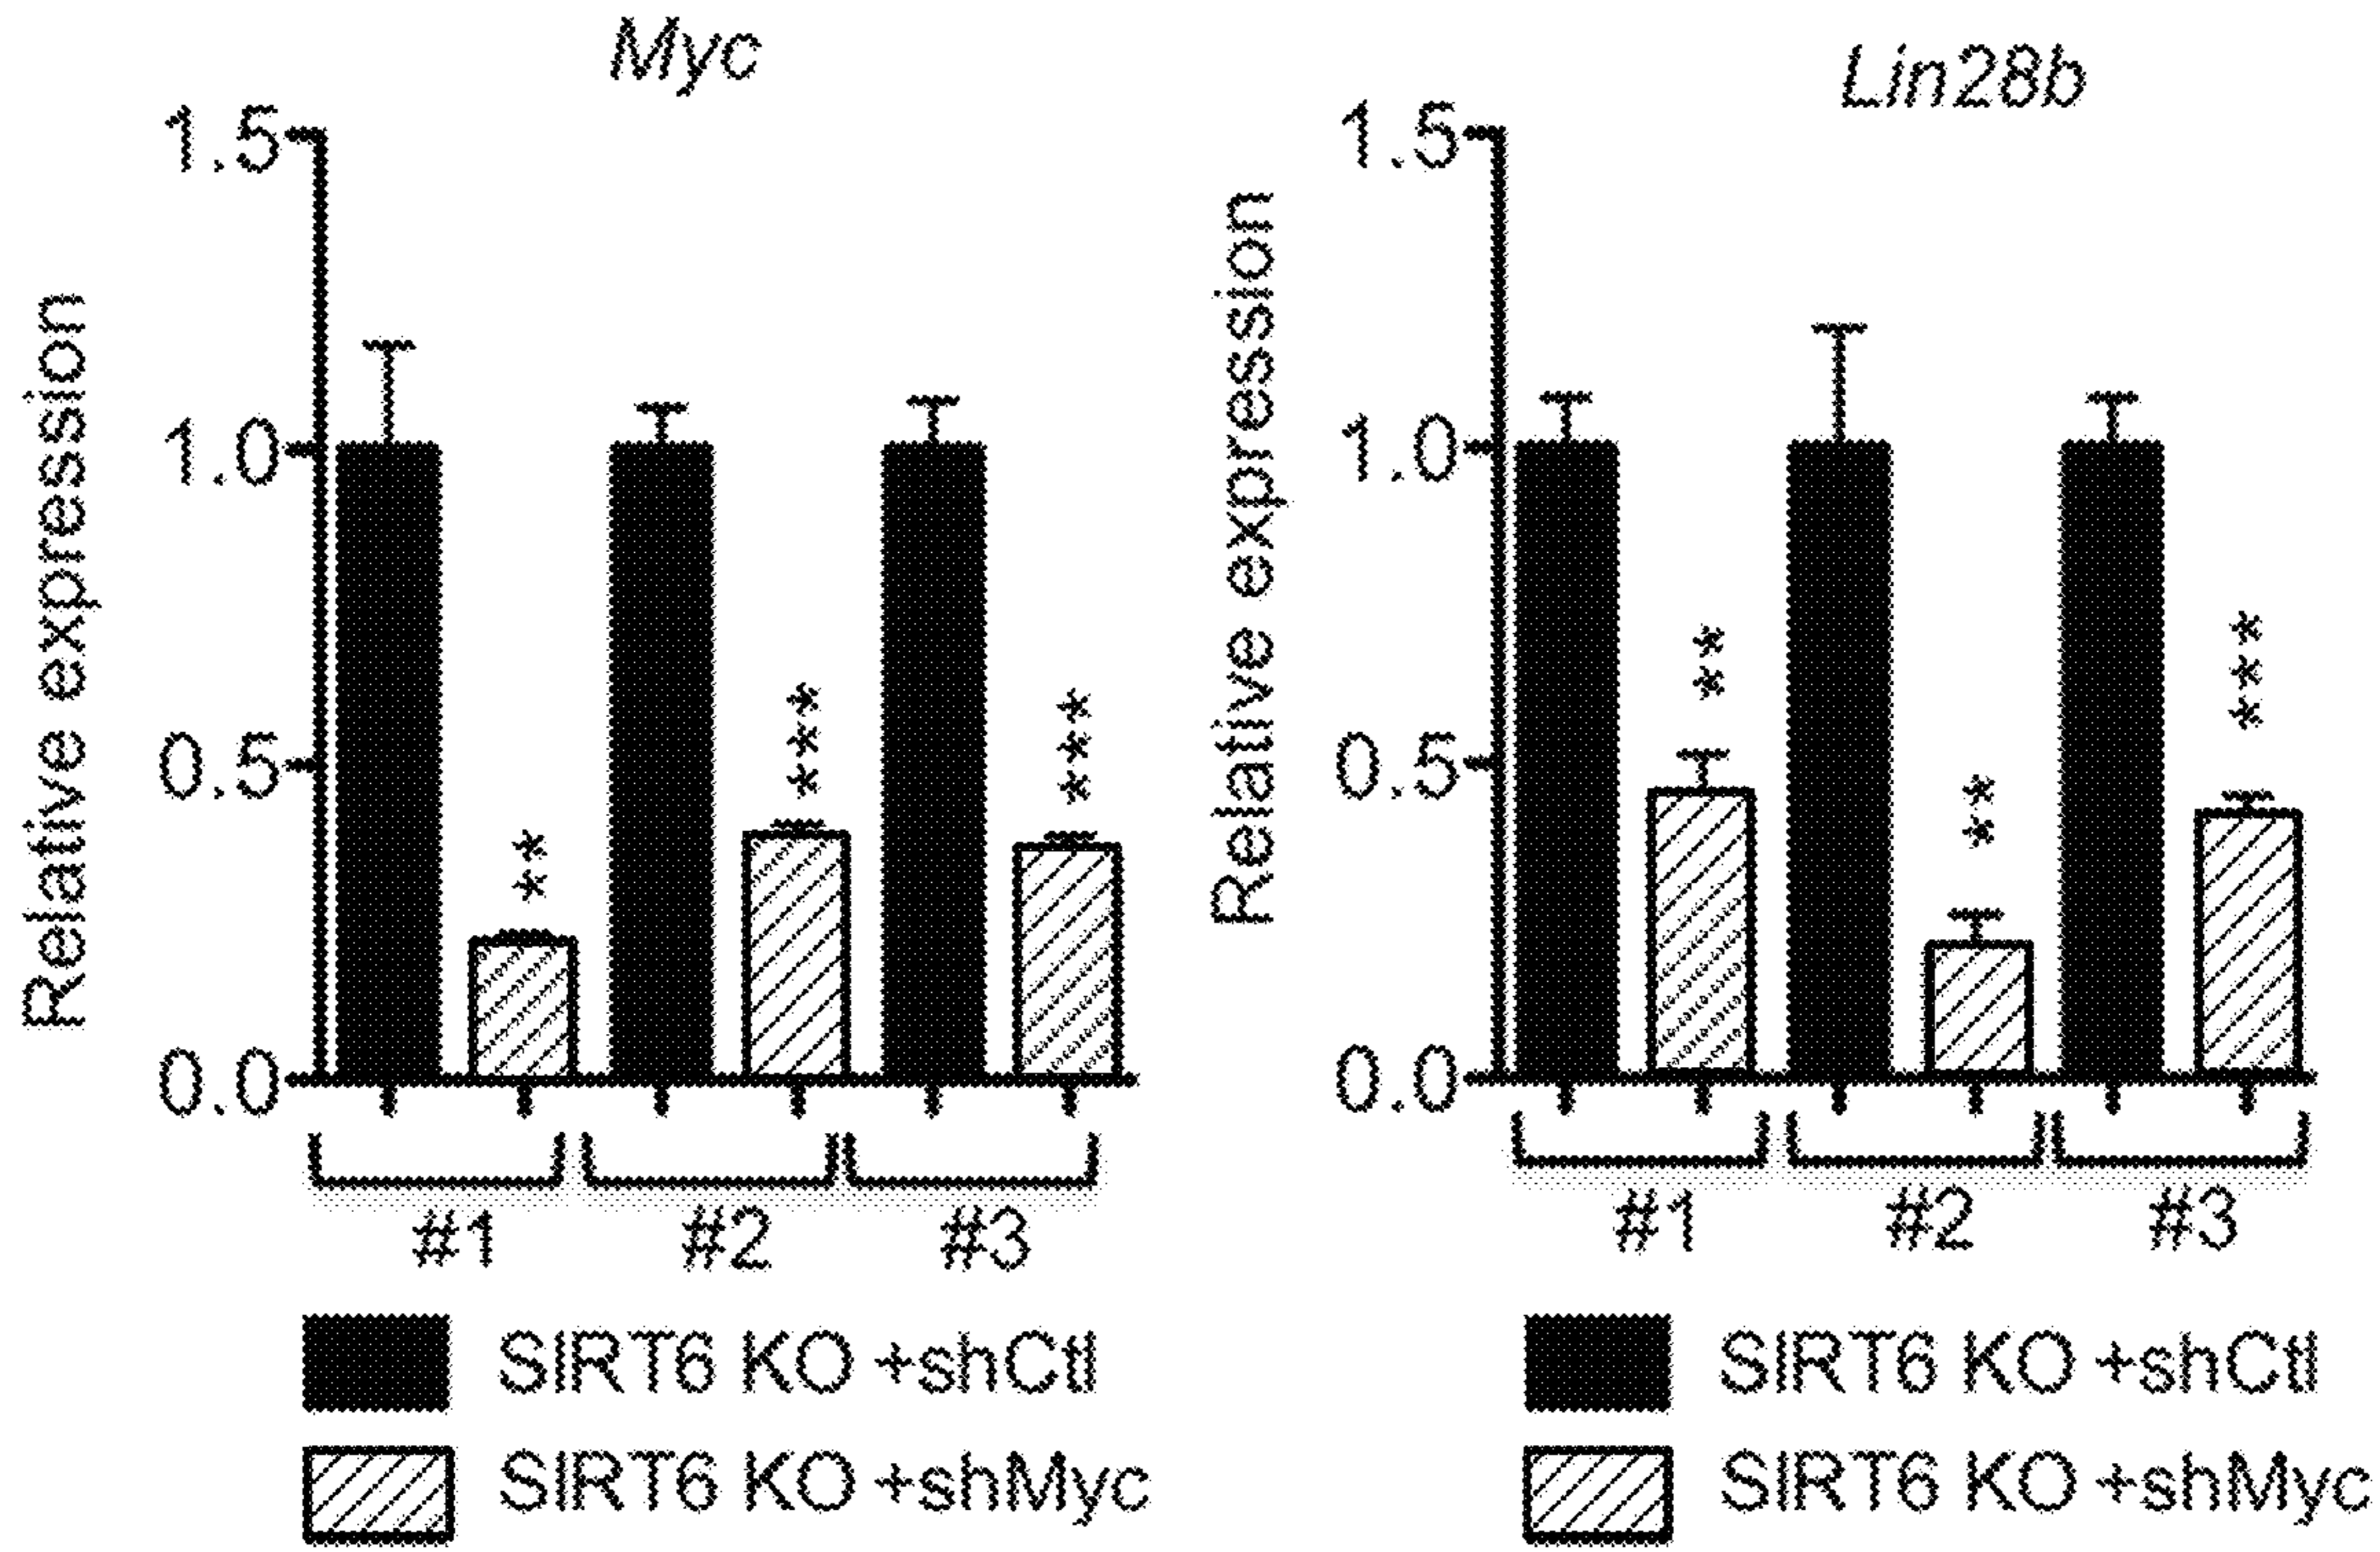 Myc
Relative expression
1.5
1.0
0.5
0.0
**
***
***
#1 #2 #3
SIRT6 KO +shCtl
SIRT6 KO +shMyc
Lin28b
Relative expression
1.5
1.0
0.5
0.0
**
**
***
#1 #2 #3
SIRT6 KO +shCtl
SIRT6 KO +shMyc